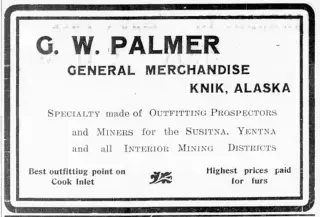 G. W. PALMER
GENERAL MERCHANDISE
KNIK, ALASKA
SPECIALTY made of OUTFITTING PROSPECTORS
and MINERS for the SUSITNA, YENTNA
and all INTERIOR MINING DISTRICTS
Best outfitting point on
Cook Inlet
Highest prices paid
for furs